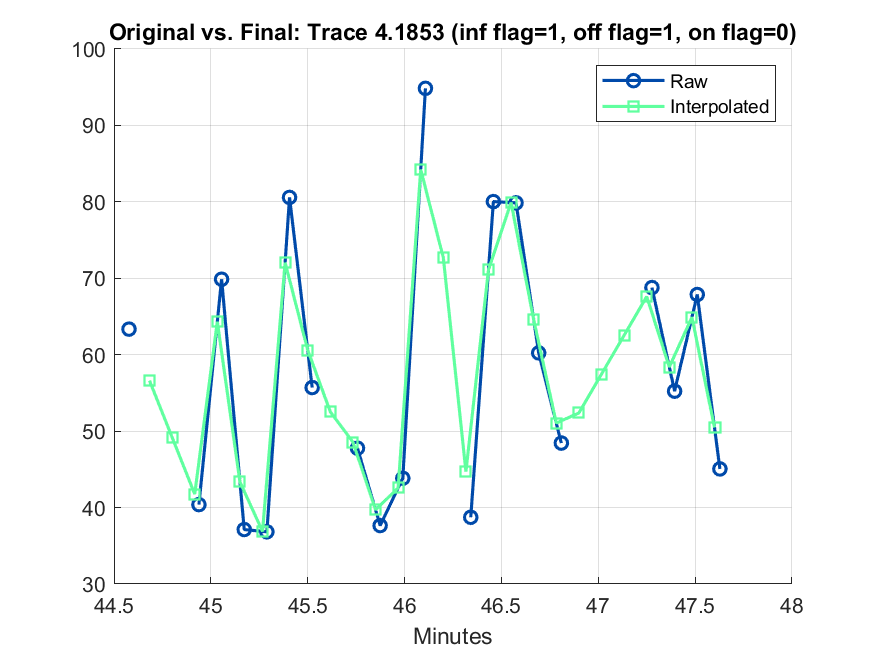 Original vs. Final: Trace 4.1853 (inf flag=1, off flag=1, on flag=0)
100
90
80
70
60
50
40
30
Raw
Interpolated
44.5 45 45.5 46 46.5 47 47.5 48
Minutes